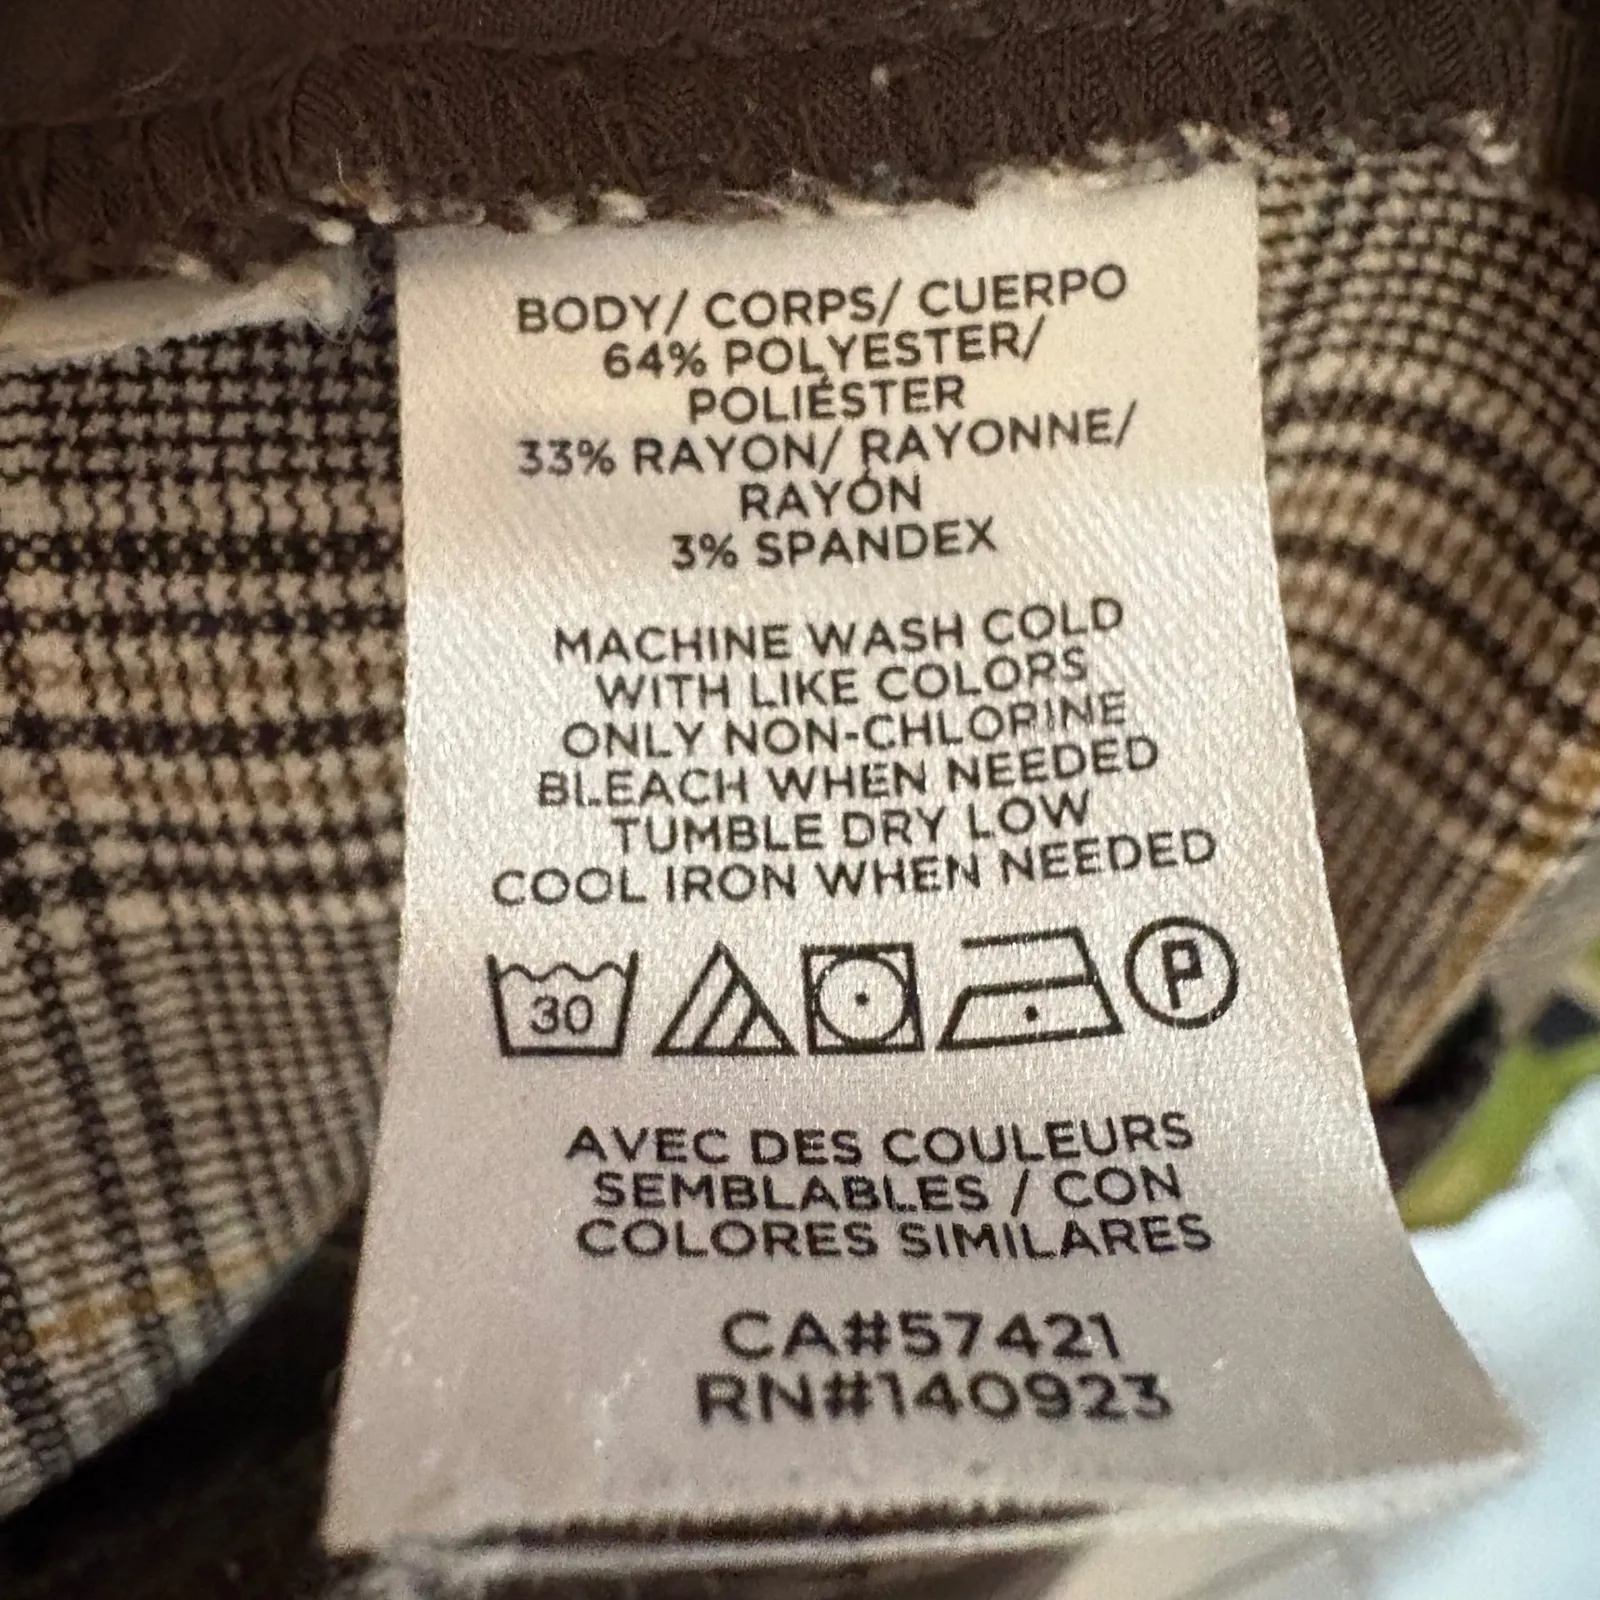 BODY/ CORPS/ CUERPO
64% POLYESTER/
POLIÉSTER
33% RAYON/ RAYONNE/
RAYÓN
3% SPANDEX
MACHINE WASH COLD
WITH LIKE COLORS
ONLY NON-CHLORINE
BLEACH WHEN NEEDED
TUMBLE DRY LOW
COOL IRON WHEN NEEDED
30 P
AVEC DES COULEURS
SEMBLABLES / CON
COLORES SIMILARES
CA#57421
RN#140923